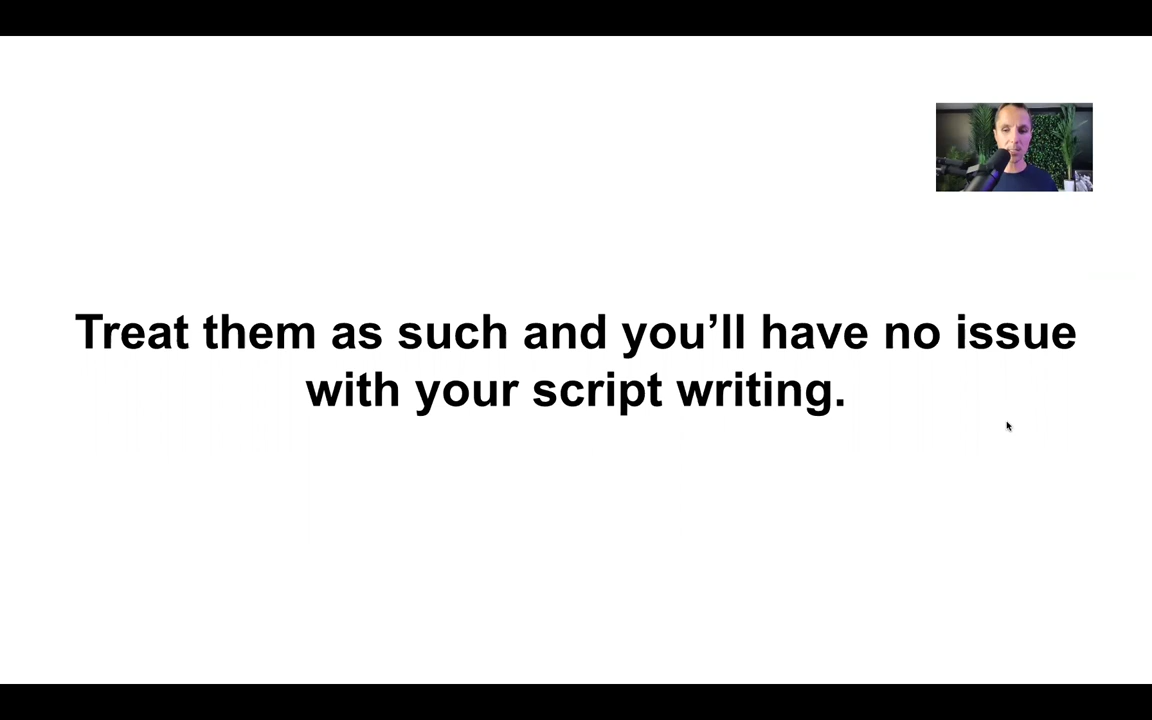 Treat them as such and you’ll have no issue
with your script writing.